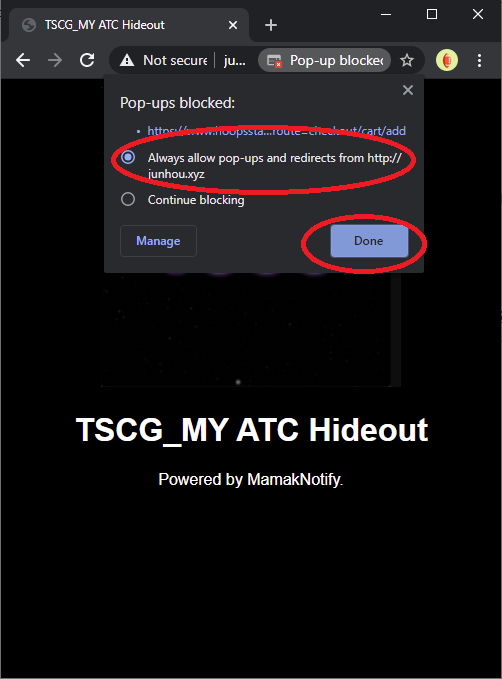 TSCG_MY ATC Hideout
Not secure
ju...
Pop-up blocked
Pop-ups blocked:
https://www.hoopssta...route=checkout/cart/add
Always allow pop-ups and redirects from http://
junhou.xyz
Continue blocking
Manage
Done
TSCG_MY ATC Hideout
Powered by MamakNotify.